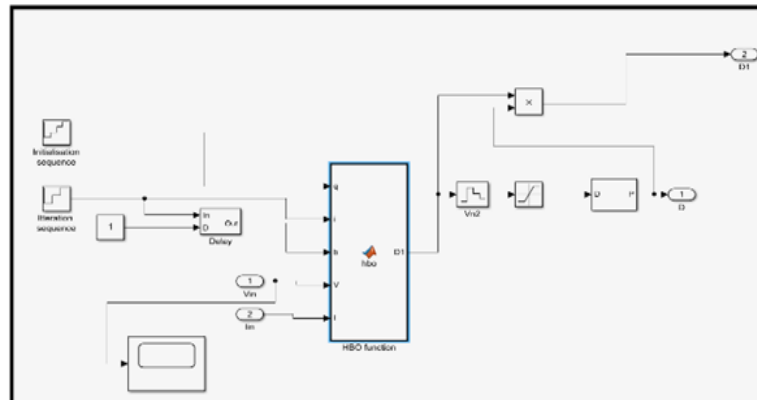 2
D1
Initialisation
sequence
Iteration
sequence
1
In
D
Out
Delay
q
i
b
V
I
hbo
D1
HBO function
1
Vin
2
Iin
Vn2
D
P
1
D